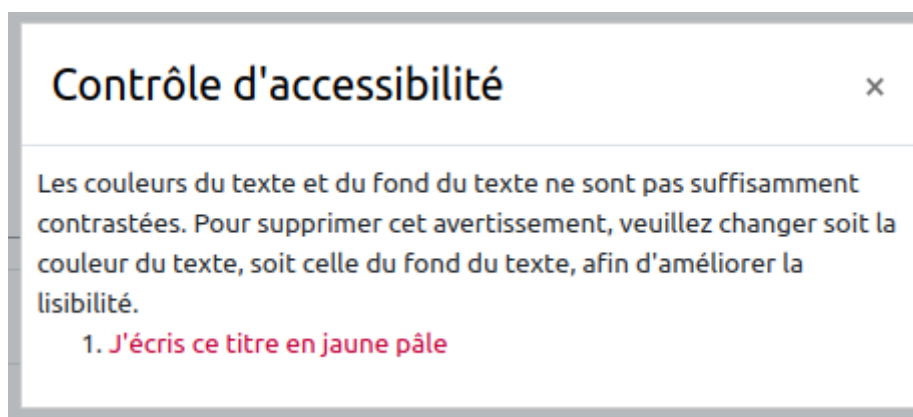 Contrôle d'accessibilité ×
Les couleurs du texte et du fond du texte ne sont pas suffisamment
contrastées. Pour supprimer cet avertissement, veuillez changer soit la
couleur du texte, soit celle du fond du texte, afin d'améliorer la
lisibilité.
1. J'écris ce titre en jaune pâle